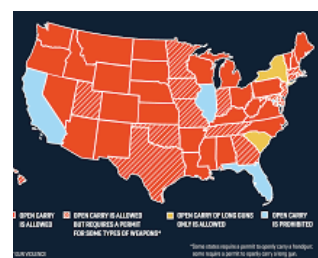 OPEN CARRY
IS ALLOWED
OPEN CARRY IS ALLOWED
BUT REQUIRES A PERMIT
FOR SOME TYPES OF WEAPONS*
OPEN CARRY OF LONG GUNS
ONLY IS ALLOWED
OPEN CARRY
IS PROHIBITED
*Some states require a permit to openly carry a handgun;
some require a permit to openly carry a long gun.
GUN VIOLENCE